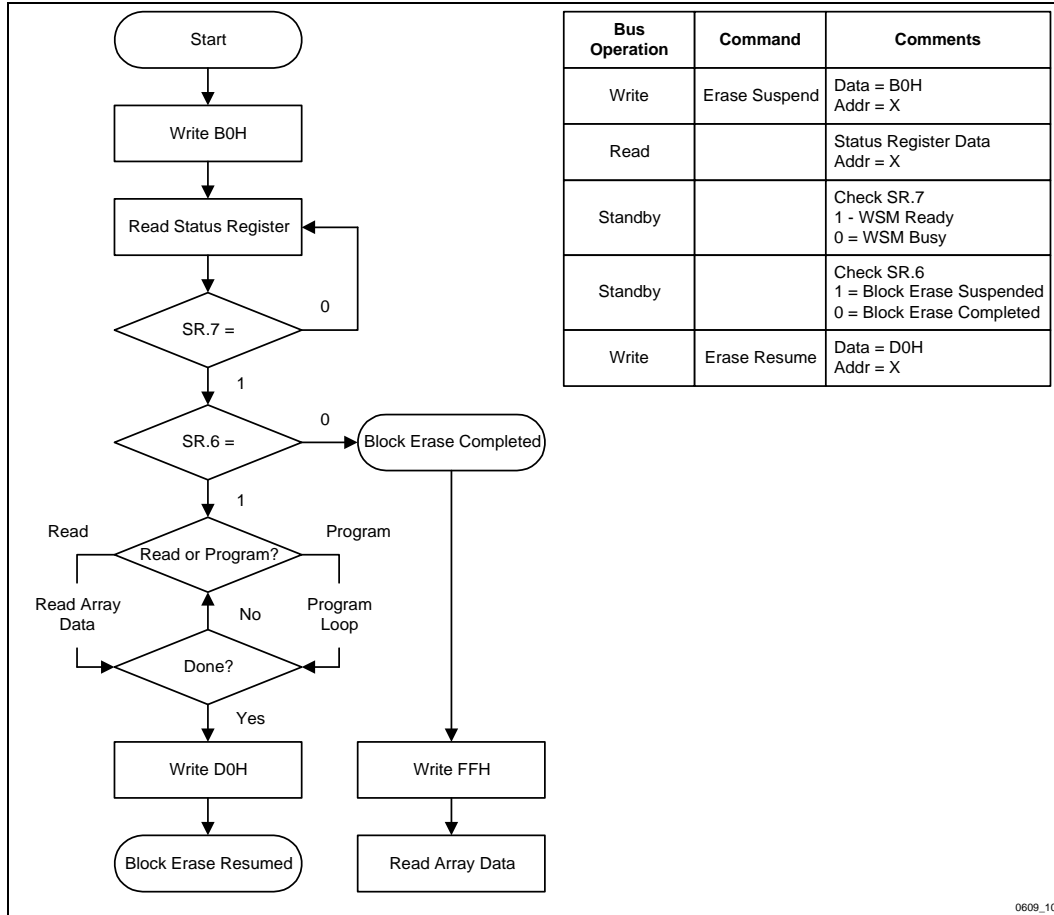 Start
Write B0H
Read Status Register
0
SR.7 =
1
0
SR.6 =
Block Erase Completed
1
Read
Program
Read or Program?
Read Array
Data
No
Program
Loop
Done?
Yes
Write D0H
Write FFH
Block Erase Resumed
Read Array Data
Bus
Operation
Command
Comments
Write
Erase Suspend
Data = B0H
Addr = X
Read
Status Register Data
Addr = X
Standby
Check SR.7
1 - WSM Ready
0 = WSM Busy
Standby
Check SR.6
1 = Block Erase Suspended
0 = Block Erase Completed
Write
Erase Resume
Data = D0H
Addr = X
0609_10